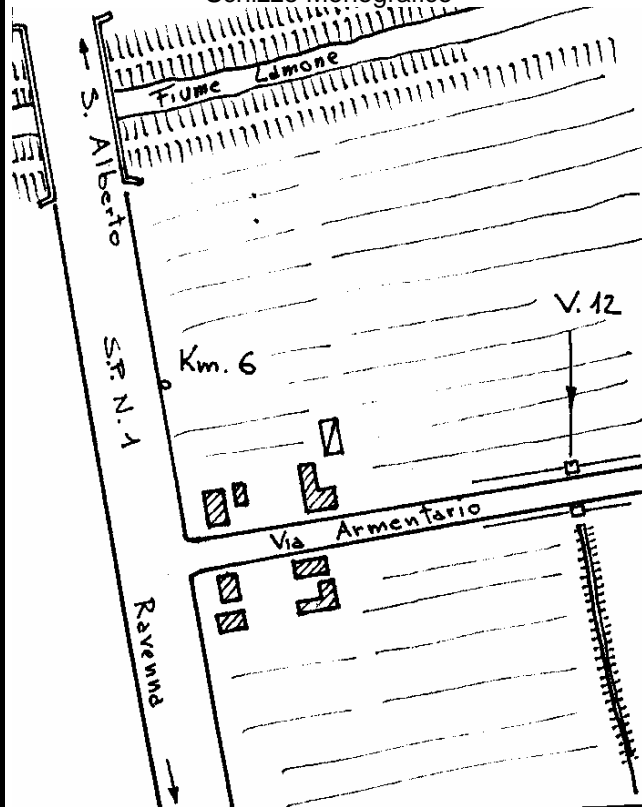 Schizzo Monografico
Fiume Lamone
S. Alberto
V. 12
Km. 6
S.P. N. 1
Via Armentario
Ravenna